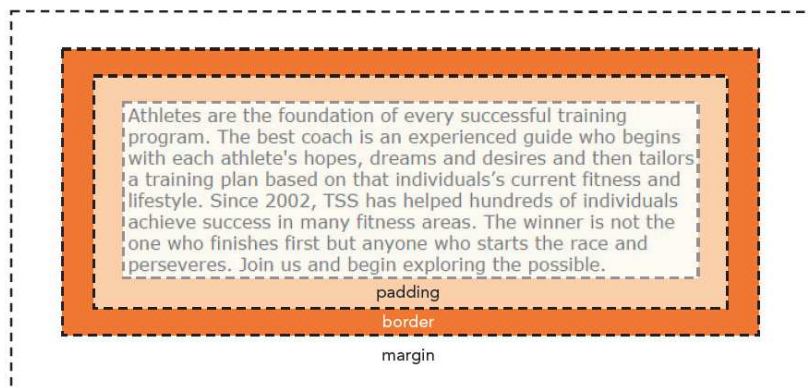 Athletes are the foundation of every successful training
program. The best coach is an experienced guide who begins
with each athlete's hopes, dreams and desires and then tailors
a training plan based on that individuals’s current fitness and
lifestyle. Since 2002, TSS has helped hundreds of individuals
achieve success in many fitness areas. The winner is not the
one who finishes first but anyone who starts the race and
perseveres. Join us and begin exploring the possible.
padding
border
margin